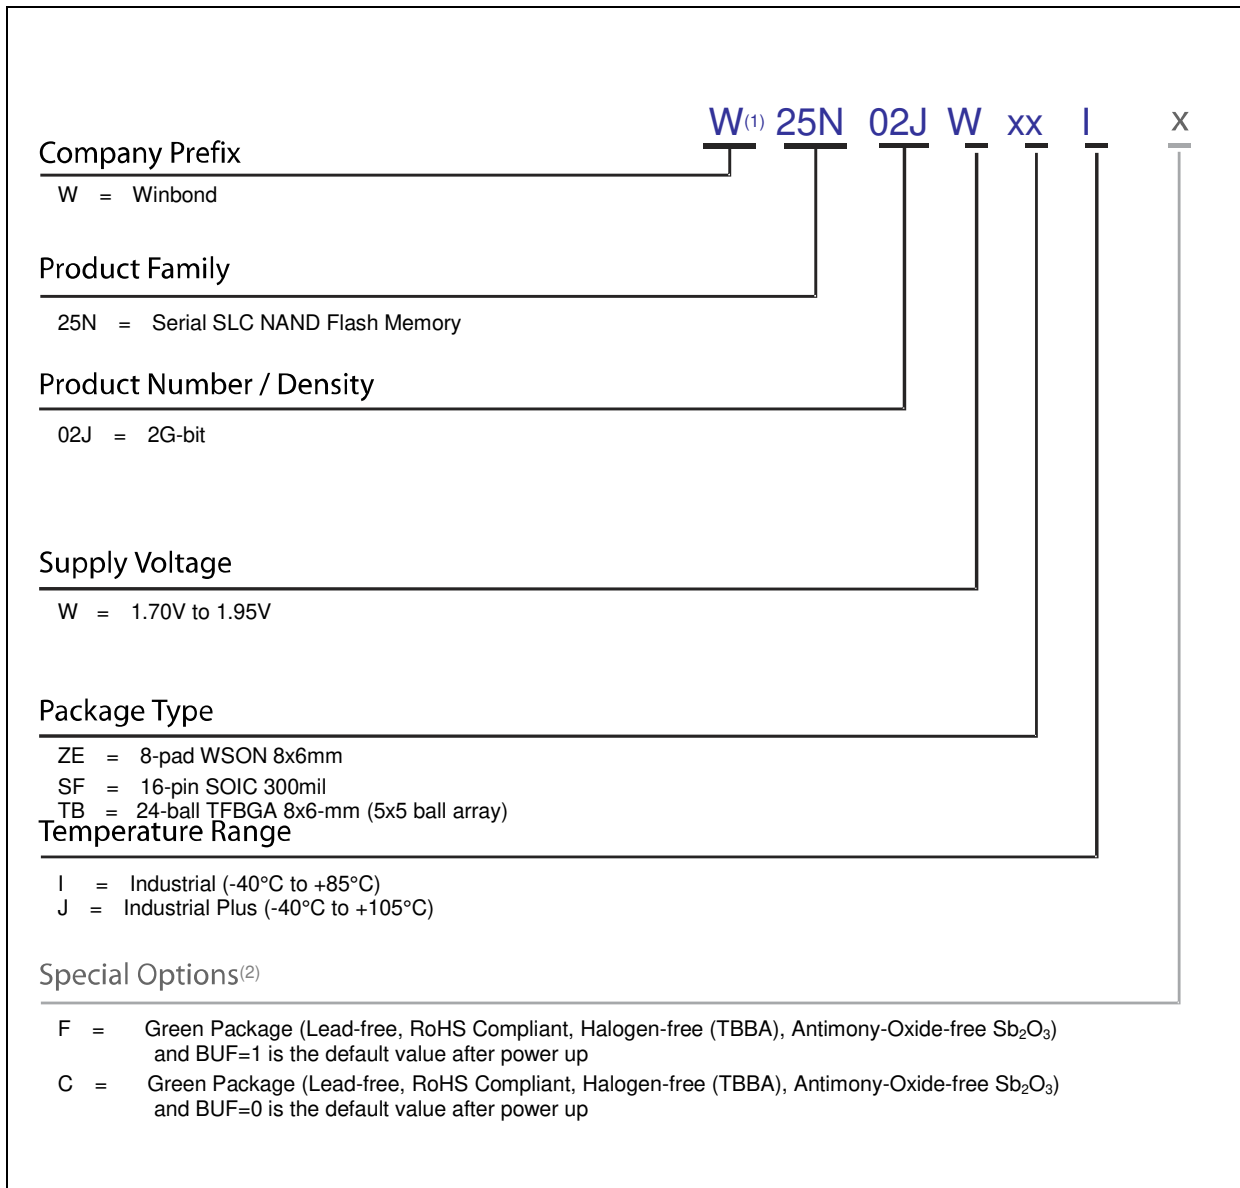 W(1) 25N 02J W xx I x
Company Prefix
W = Winbond
Product Family
25N = Serial SLC NAND Flash Memory
Product Number / Density
02J = 2G-bit
Supply Voltage
W = 1.70V to 1.95V
Package Type
ZE = 8-pad WSON 8x6mm
SF = 16-pin SOIC 300mil
TB = 24-ball TFBGA 8x6-mm (5x5 ball array)
Temperature Range
I = Industrial (-40°C to +85°C)
J = Industrial Plus (-40°C to +105°C)
Special Options(2)
F = Green Package (Lead-free, RoHS Compliant, Halogen-free (TBBA), Antimony-Oxide-free Sb₂O₃)
and BUF=1 is the default value after power up
C = Green Package (Lead-free, RoHS Compliant, Halogen-free (TBBA), Antimony-Oxide-free Sb₂O₃)
and BUF=0 is the default value after power up